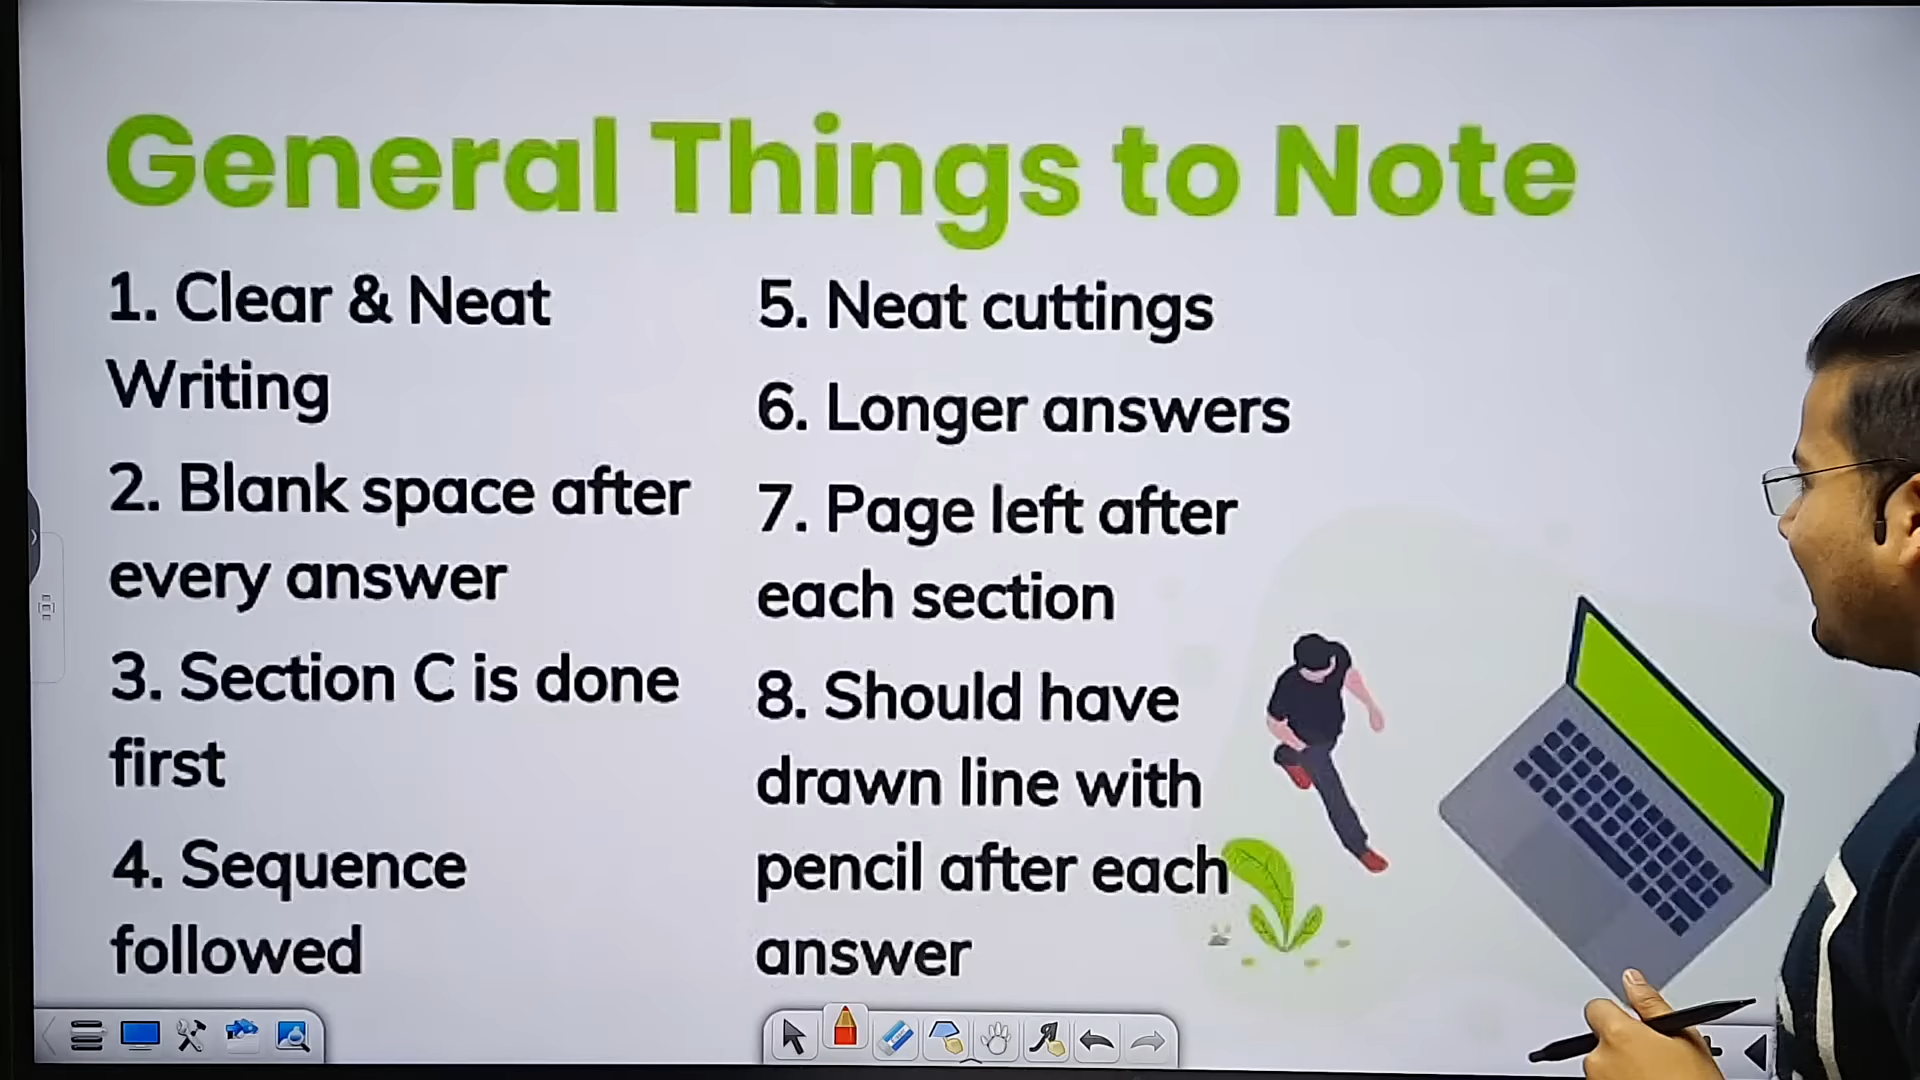 General Things to Note
1. Clear & Neat
Writing
2. Blank space after
every answer
3. Section C is done
first
4. Sequence
followed
5. Neat cuttings
6. Longer answers
7. Page left after
each section
8. Should have
drawn line with
pencil after each
answer